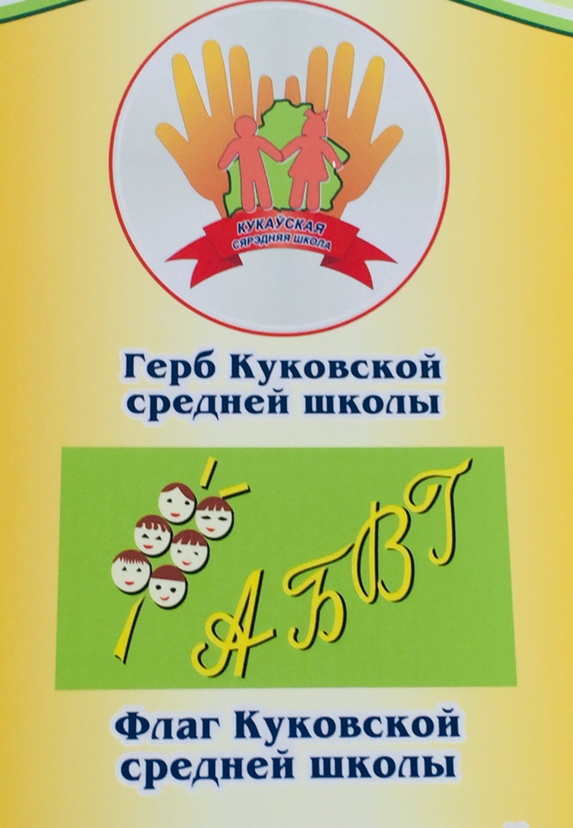 КУКАЎСКАЯ
СЯРЭДНЯЯ ШКОЛА
Герб Куковской
средней школы
АБВГ
Флаг Куковской
средней школы